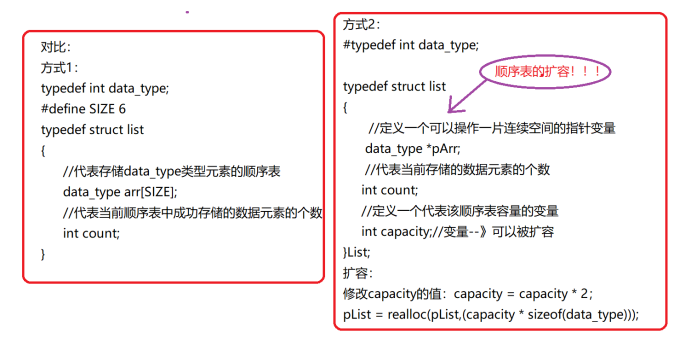 对比：
方式1：
typedef int data_type;
#define SIZE 6
typedef struct list
{
//代表存储data_type类型元素的顺序表
data_type arr[SIZE];
//代表当前顺序表中成功存储的数据元素的个数
int count;
}
方式2：
#typedef int data_type;
顺序表的扩容！！！
typedef struct list
{
//定义一个可以操作一片连续空间的指针变量
data_type *pArr;
//代表当前存储的数据元素的个数
int count;
//定义一个代表该顺序表容量的变量
int capacity;//变量--》可以被扩容
}List;
扩容：
修改capacity的值：capacity = capacity * 2；
pList = realloc(pList,(capacity * sizeof(data_type)));